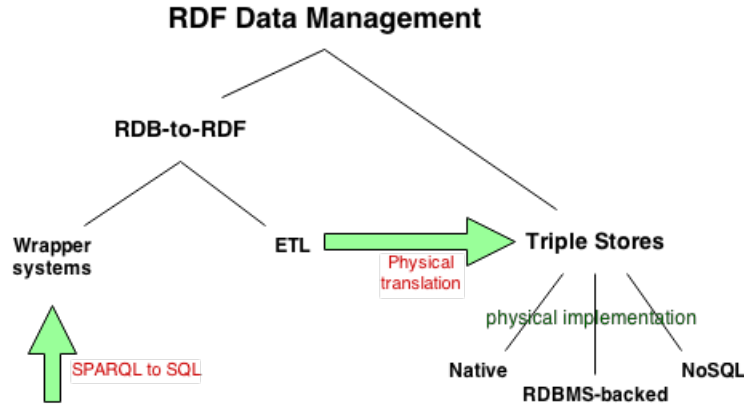 RDF Data Management
RDB-to-RDF
Wrapper
systems
ETL
Physical
translation
Triple Stores
physical implementation
SPARQL to SQL
Native
RDBMS-backed
NoSQL